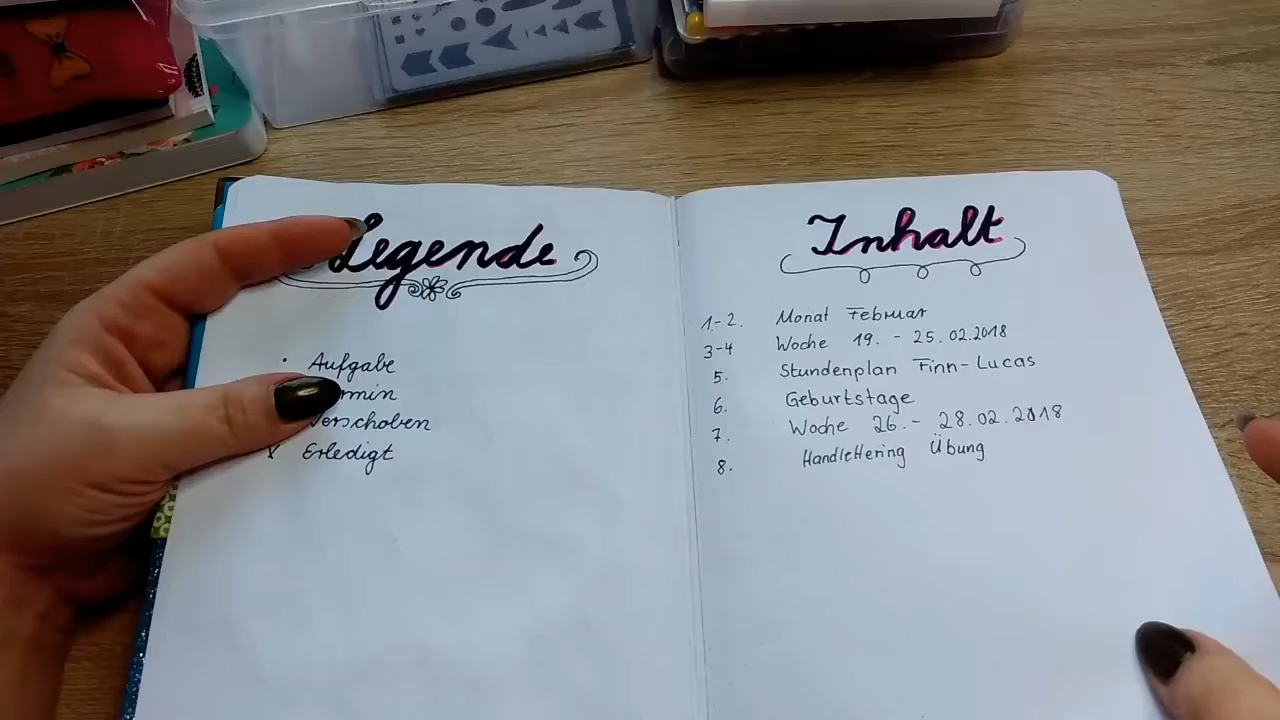 Legende
· Aufgabe
Verschoben
x Erledigt
Inhalt
1-2. Monat Februar
3-4 Woche 19. - 25.02.2018
5. Stundenplan Finn-Lucas
6. Geburtstage
7. Woche 26. - 28.02.2018
8. Handlettering Übung